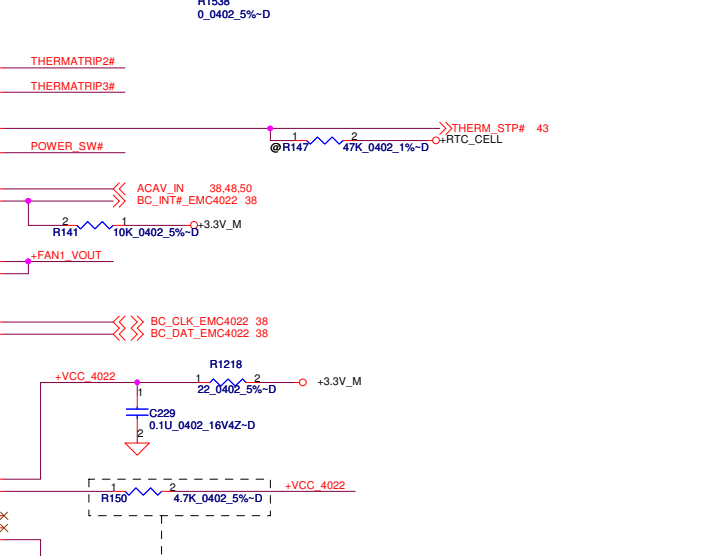 R1538
0_0402_5%~D
THERMATRIP2#
THERMATRIP3#
THERM_STP# 43
1 2
+RTC_CELL
@R147 47K_0402_1%~D
POWER_SW#
ACAV_IN 38,48,50
BC_INT#_EMC4022 38
2 1
+3.3V_M
R141 10K_0402_5%~D
+FAN1_VOUT
BC_CLK_EMC4022 38
BC_DAT_EMC4022 38
R1218
+VCC_4022 1 2 +3.3V_M
22_0402_5%~D
1
C229
0.1U_0402_16V4Z~D
2
1 2 +VCC_4022
R150 4.7K_0402_5%~D